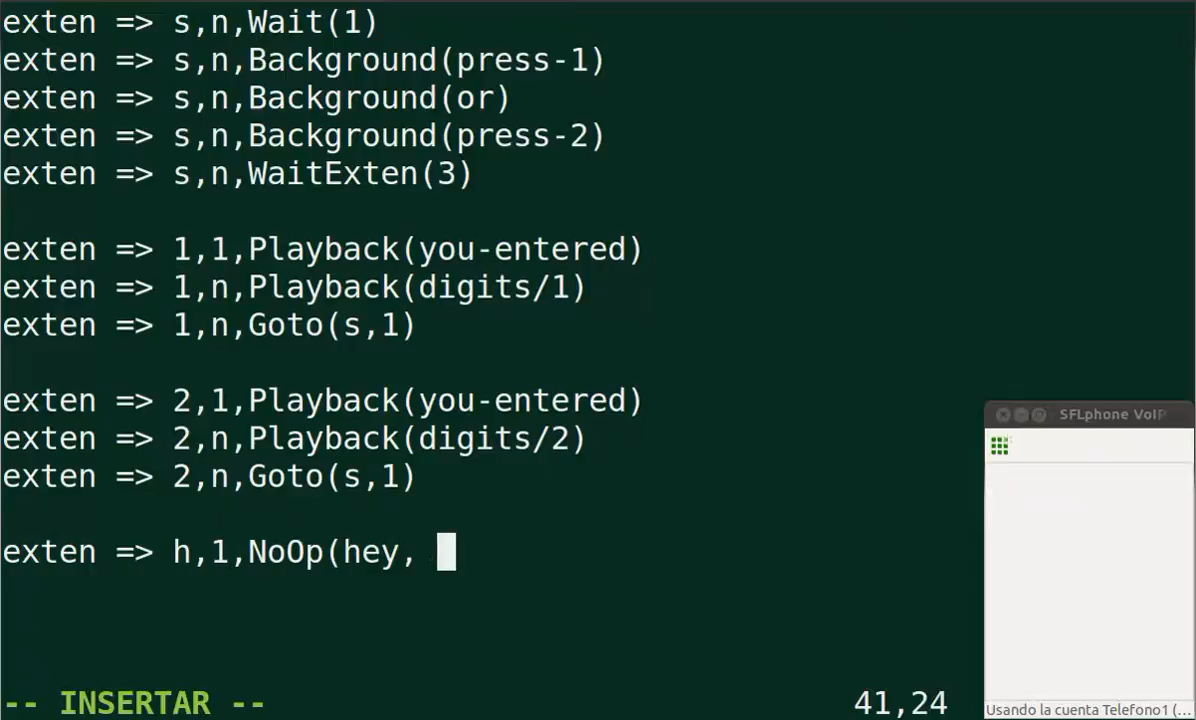 exten => s,n,Wait(1)
exten => s,n,Background(press-1)
exten => s,n,Background(or)
exten => s,n,Background(press-2)
exten => s,n,WaitExten(3)
exten => 1,1,Playback(you-entered)
exten => 1,n,Playback(digits/1)
exten => 1,n,Goto(s,1)
exten => 2,1,Playback(you-entered)
exten => 2,n,Playback(digits/2)
exten => 2,n,Goto(s,1)
exten => h,1,NoOp(hey,
-- INSERTAR --
41,24
SFLphone VoIP
Usando la cuenta Telefono1 (...